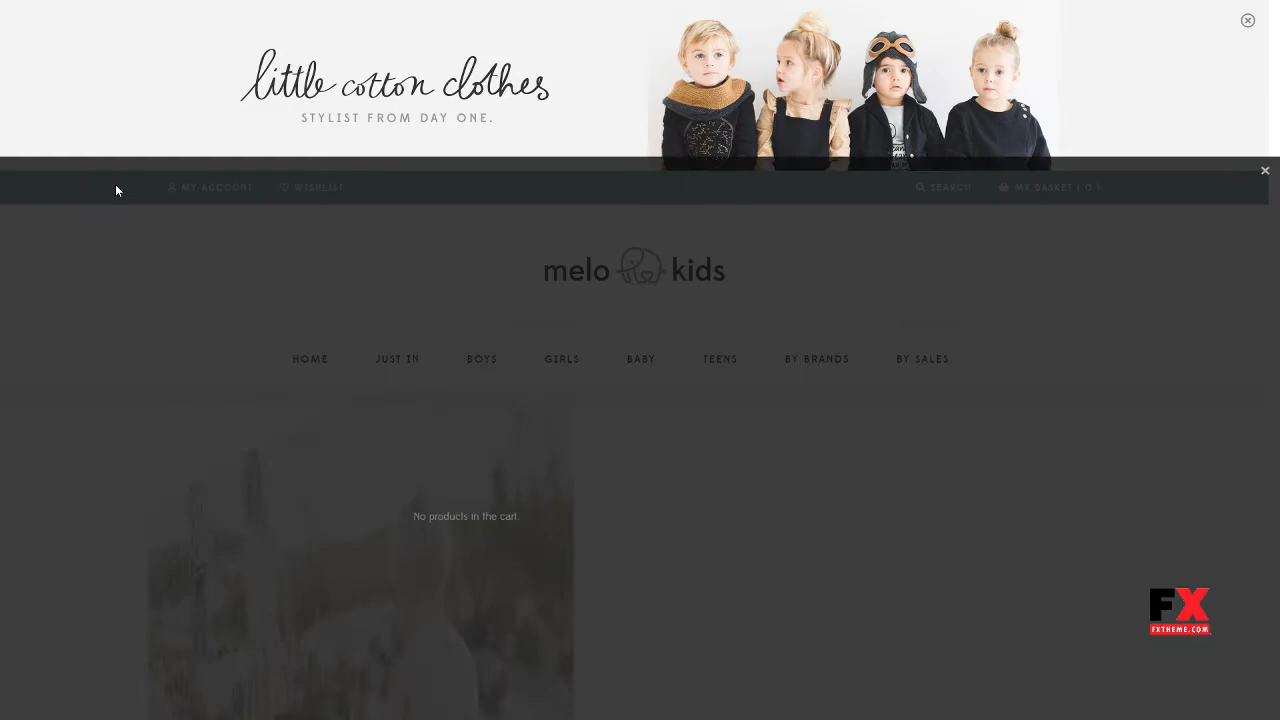 little cotton clothes
STYLIST FROM DAY ONE.
MY ACCOUNT
WISHLIST
SEARCH
MY BASKET ( 0 )
melo kids
HOME
JUST IN
BOYS
GIRLS
BABY
TEENS
BY BRANDS
BY SALES
No products in the cart.
FX
FXTHEME.COM